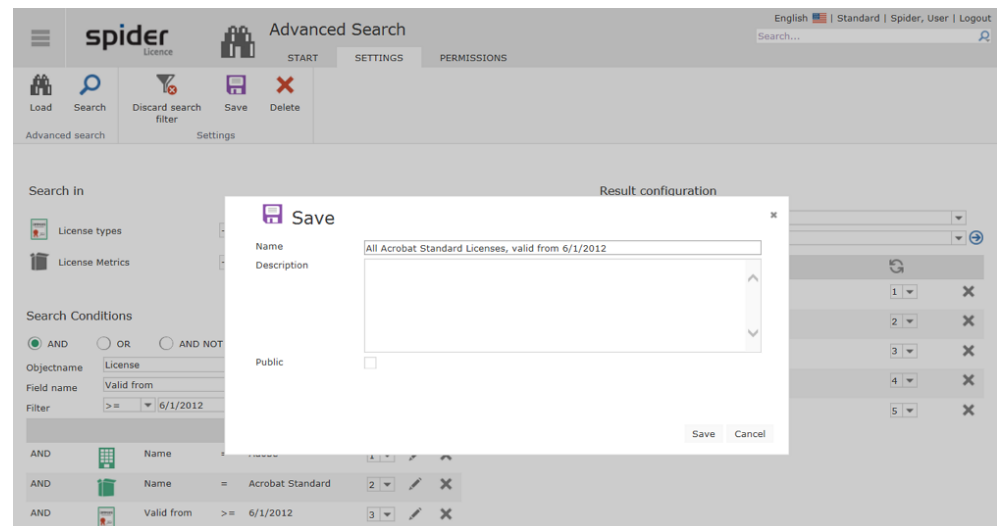 English | Standard | Spider, User | Logout
spider
Licence
Advanced Search
Search...
START SETTINGS PERMISSIONS
Load Search Discard search filter Save Delete
Advanced search Settings
Search in
Result configuration
License types
License Metrics
Save
Name All Acrobat Standard Licenses, valid from 6/1/2012
Description
Public
Save Cancel
Search Conditions
AND OR AND NOT
Objectname License
Field name Valid from
Filter >= 6/1/2012
1
2
3
4
5
AND Name = 1
AND Name = Acrobat Standard 2
AND Valid from >= 6/1/2012 3